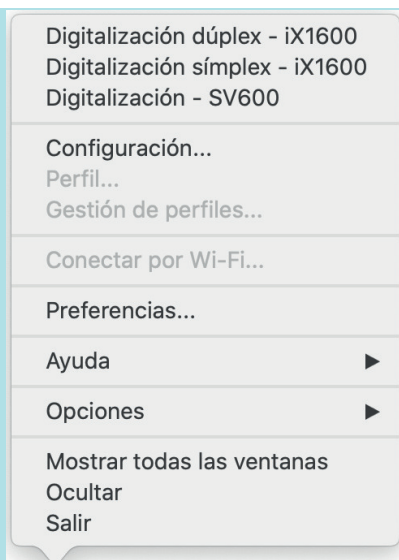 Digitalización dúplex - iX1600
Digitalización símplex - iX1600
Digitalización - SV600
Configuración...
Perfil...
Gestión de perfiles...
Conectar por Wi-Fi...
Preferencias...
Ayuda
Opciones
Mostrar todas las ventanas
Ocultar
Salir